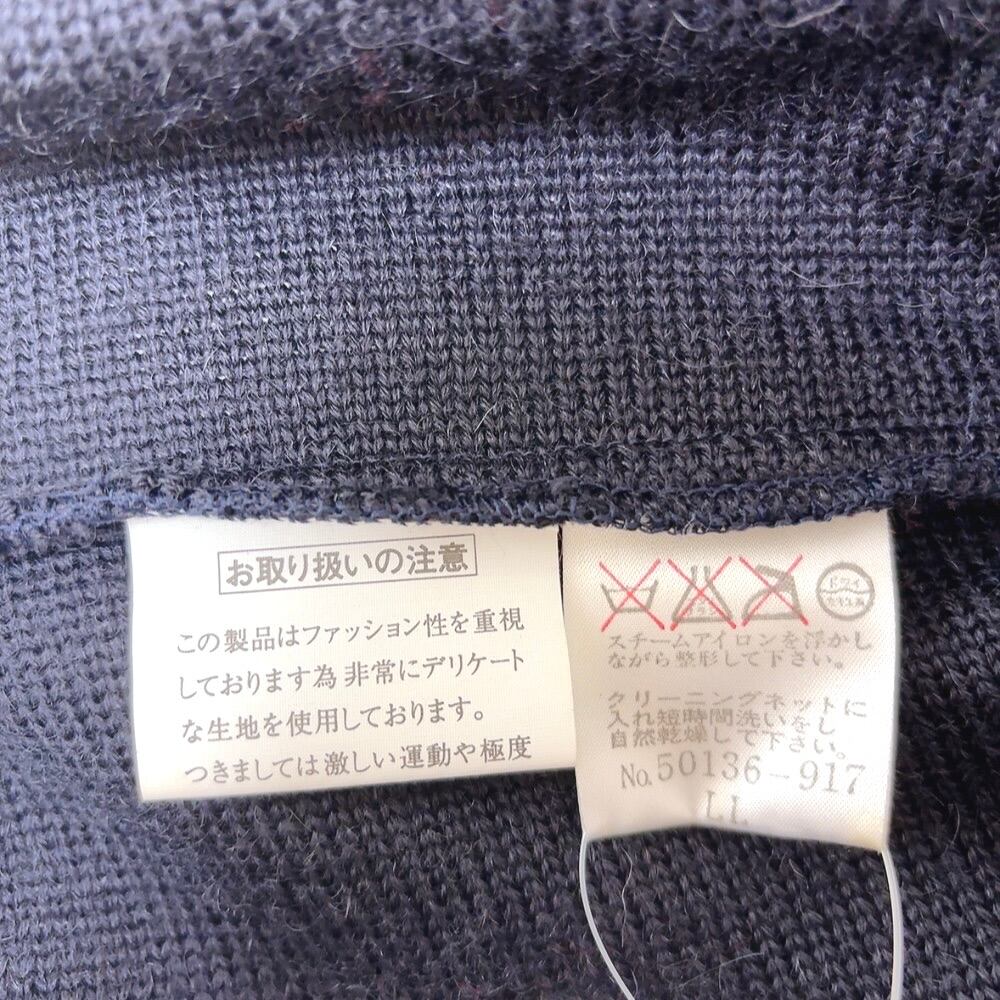 お取り扱いの注意
この製品はファッション性を重視
しております為 非常にデリケート
な生地を使用しております。
つきましては激しい運動や極度
ドライ
スチームアイロンを浮かし
ながら整形して下さい。
クリーニングネットに
入れ短時間洗いをし
自然乾燥して下さい。
No.50136-917
LL